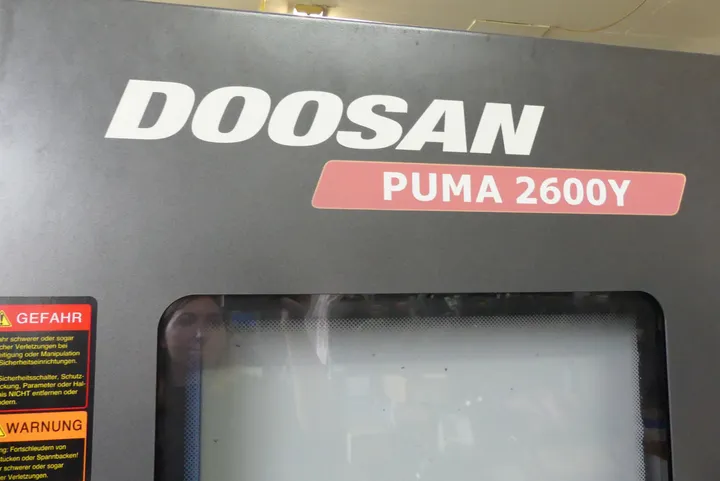 DOOSAN
PUMA 2600Y
GEFAHR
schwerer oder sogar
Verletzungen bei
oder Manipulation
Sicherheitseinrichtungen.
Sicherheitsschalter, Schutz-
Parameter oder Hal-
NICHT entfernen oder
WARNUNG
Fortschleudern von
oder Spannbacken!
schwerer oder sogar
Verletzungen.